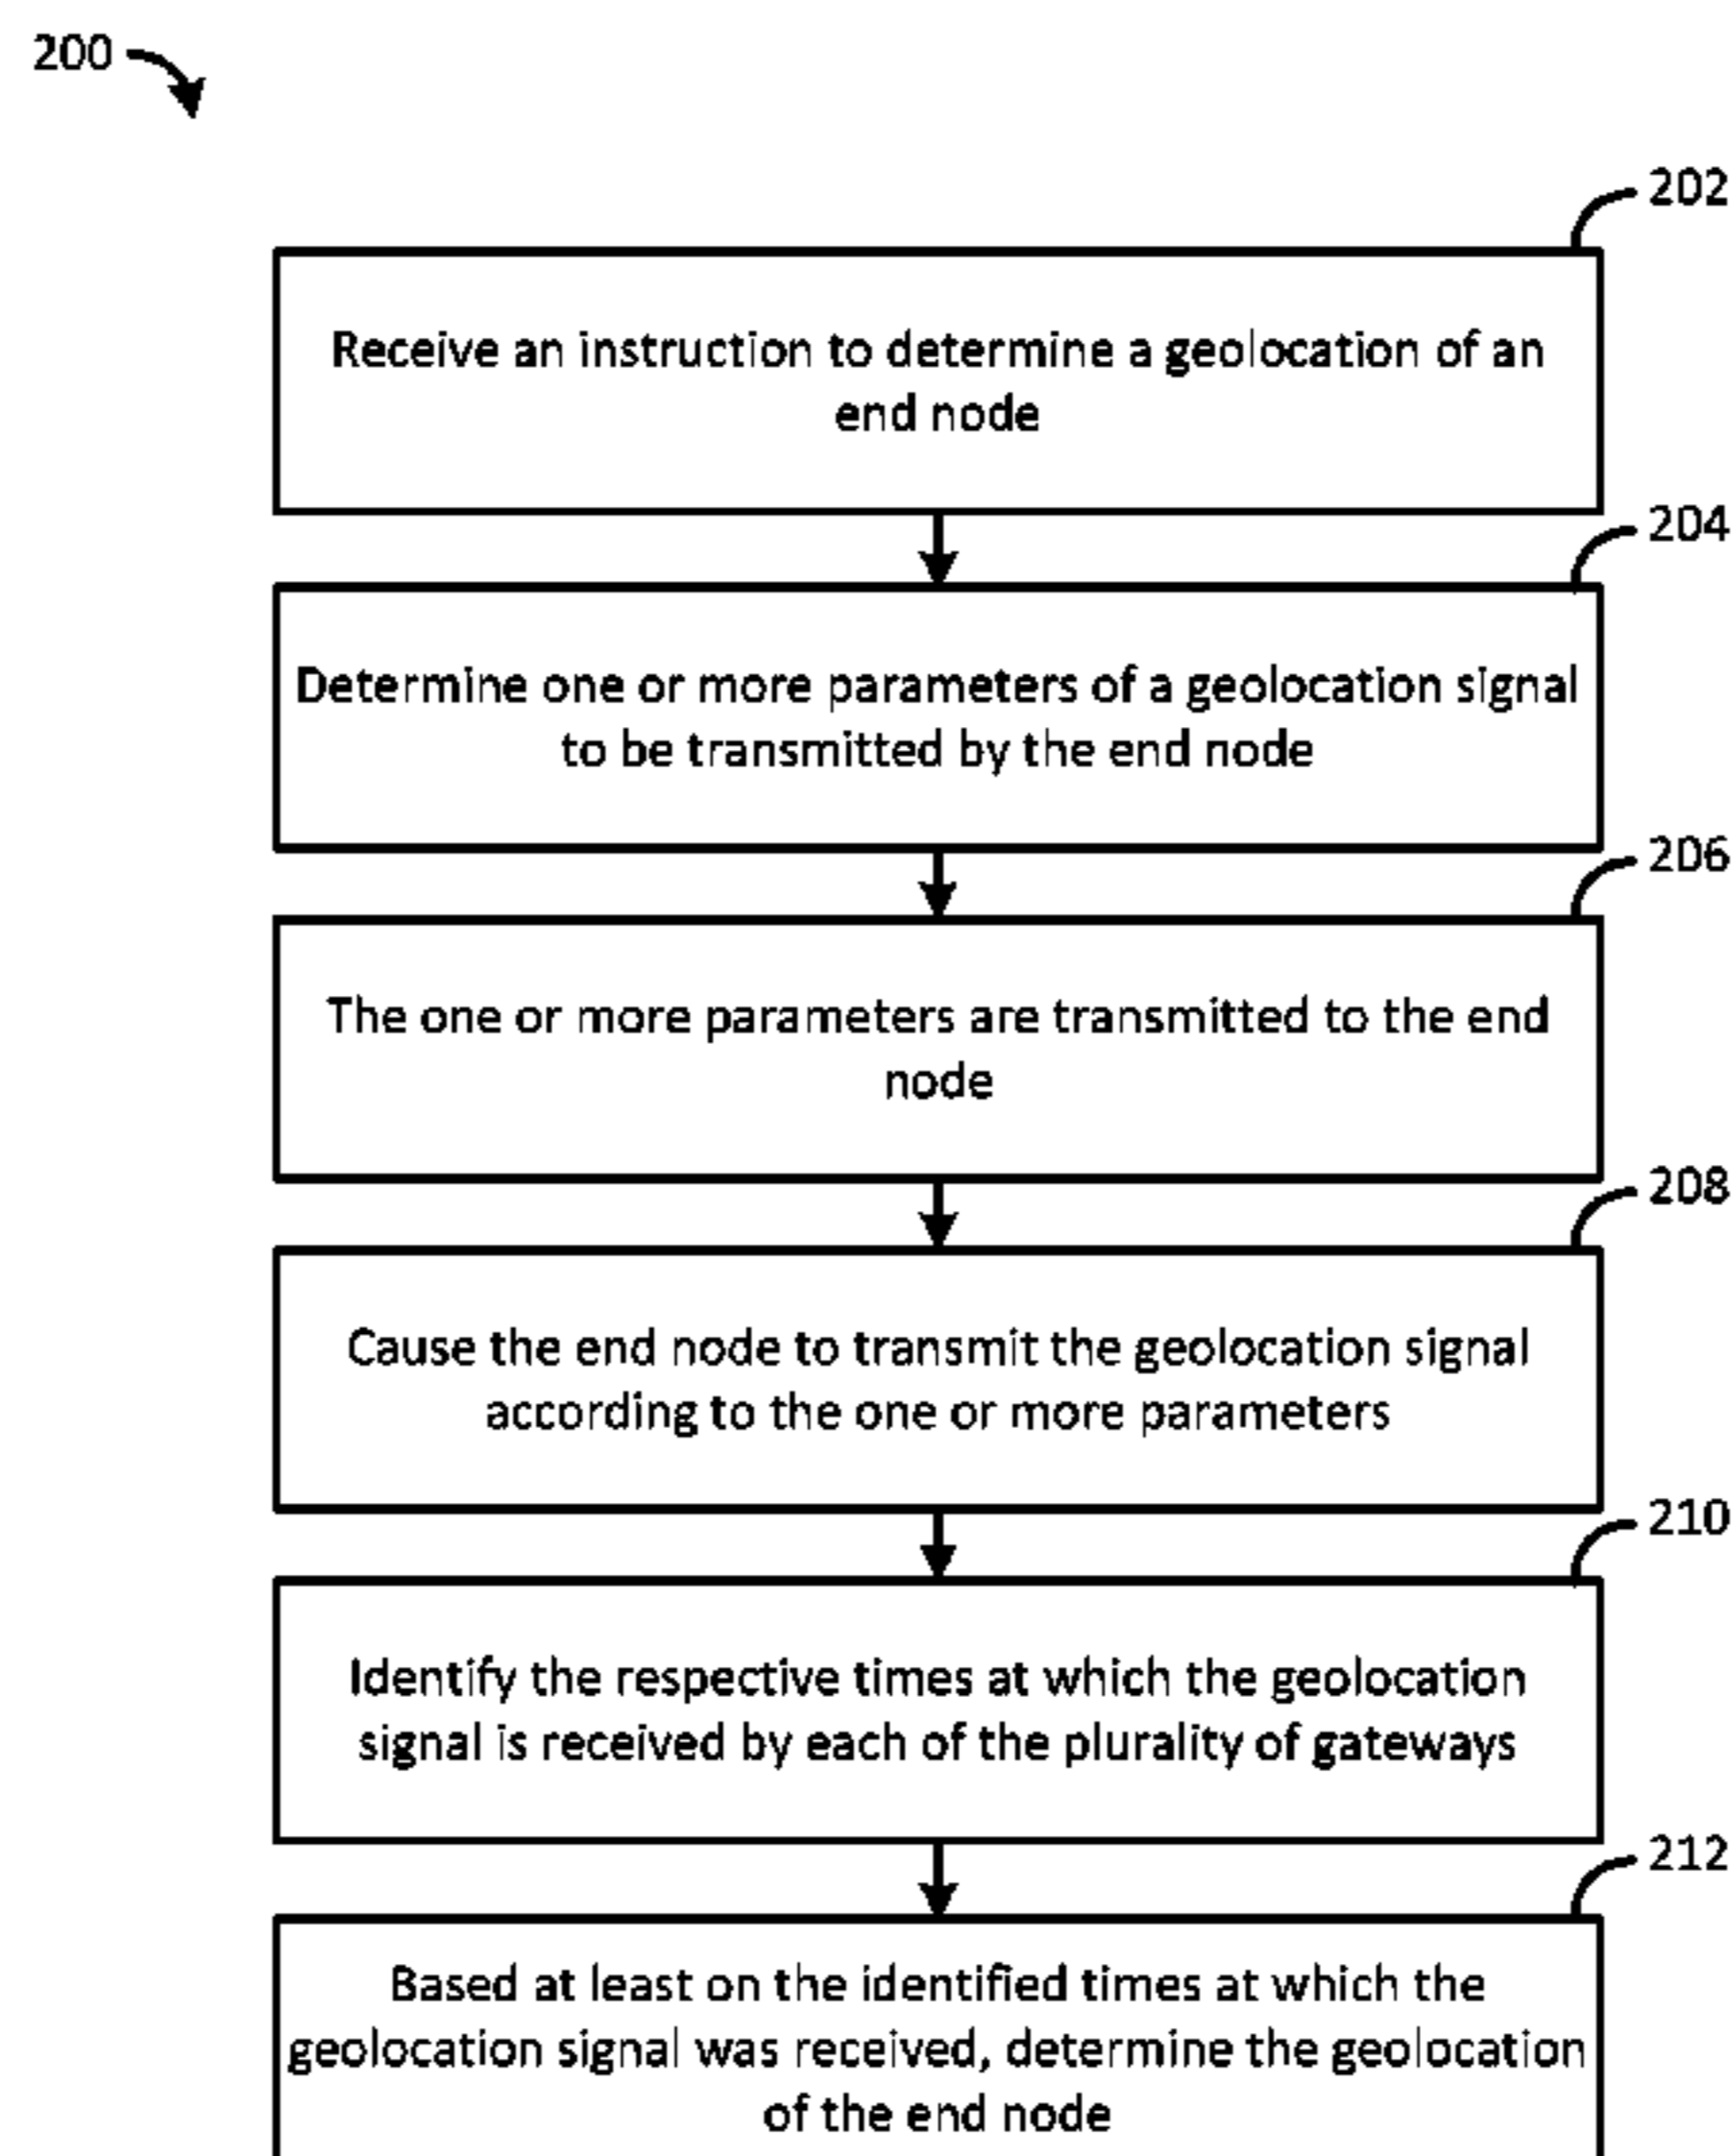 200
202
Receive an instruction to determine a geolocation of an
end node
204
Determine one or more parameters of a geolocation signal
to be transmitted by the end node
206
The one or more parameters are transmitted to the end
node
208
Cause the end node to transmit the geolocation signal
according to the one or more parameters
210
Identify the respective times at which the geolocation
signal is received by each of the plurality of gateways
212
Based at least on the identified times at which the
geolocation signal was received, determine the geolocation
of the end node